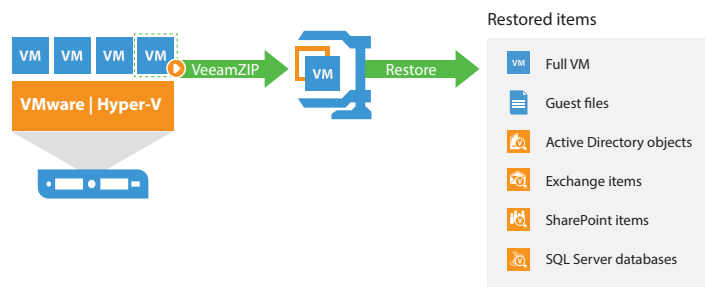 Restored items
VM VM VM VM
VeeamZIP
VM
Restore
VMware | Hyper-V
VM Full VM
Guest files
Active Directory objects
Exchange items
SharePoint items
SQL Server databases